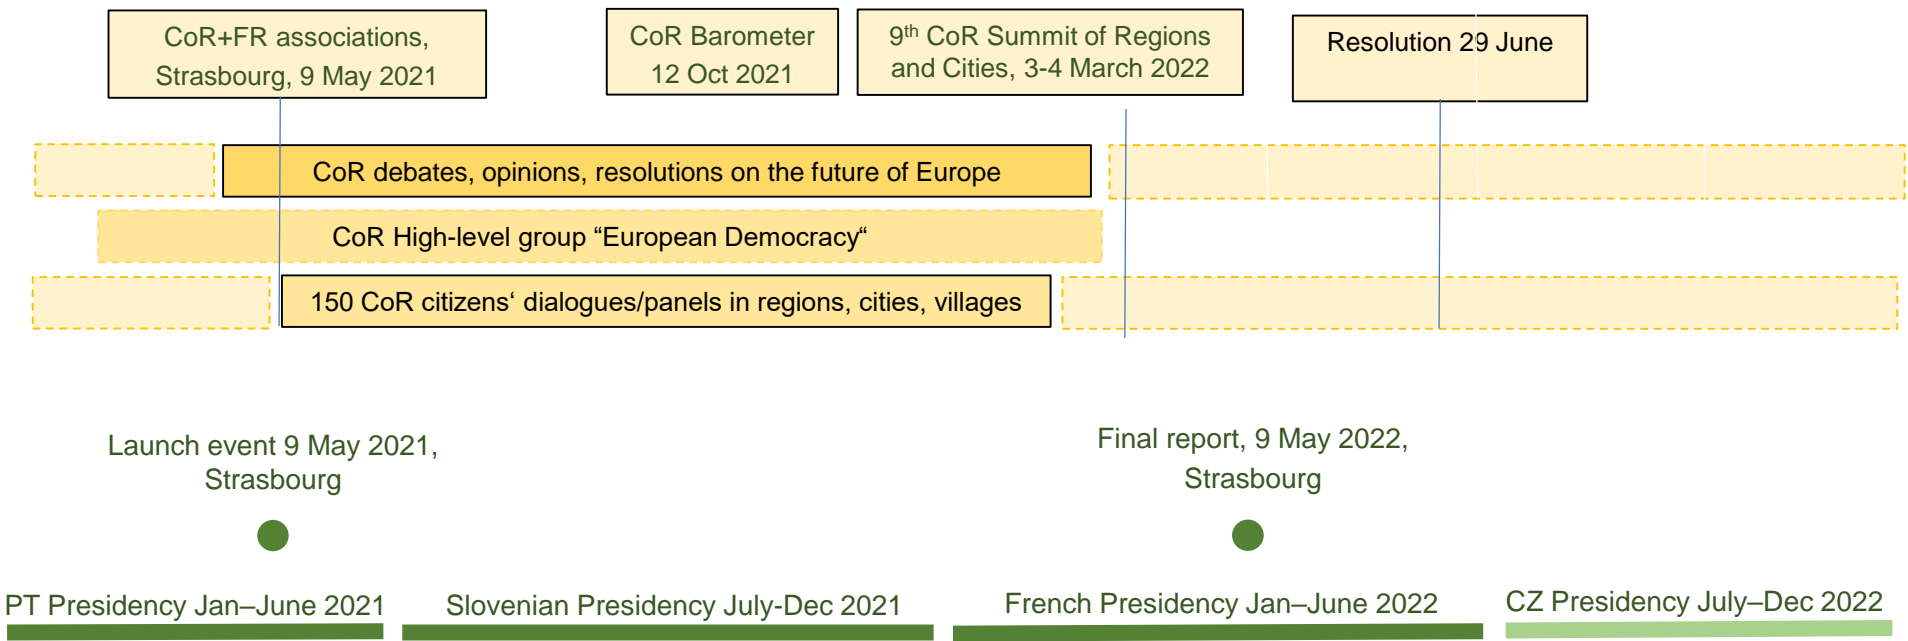 CoR+FR associations,
Strasbourg, 9 May 2021
CoR Barometer
12 Oct 2021
9th CoR Summit of Regions
and Cities, 3-4 March 2022
Resolution 29 June
CoR debates, opinions, resolutions on the future of Europe
CoR High-level group “European Democracy“
150 CoR citizens‘ dialogues/panels in regions, cities, villages
Launch event 9 May 2021,
Strasbourg
Final report, 9 May 2022,
Strasbourg
PT Presidency Jan–June 2021
Slovenian Presidency July-Dec 2021
French Presidency Jan–June 2022
CZ Presidency July–Dec 2022